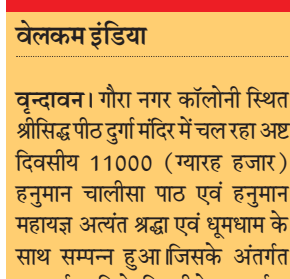 वेलकम इंडिया
वृन्दावन। गौरा नगर कॉलोनी स्थित
श्रीसिद्ध पीठ दुर्गा मंदिर में चल रहा अष्ट
दिवसीय 11000 (ग्यारह हजार)
हनुमान चालीसा पाठ एवं हनुमान
महायज्ञ अत्यंत श्रद्धा एवं धूमधाम के
साथ सम्पन्न हुआ।जिसके अंतर्गत